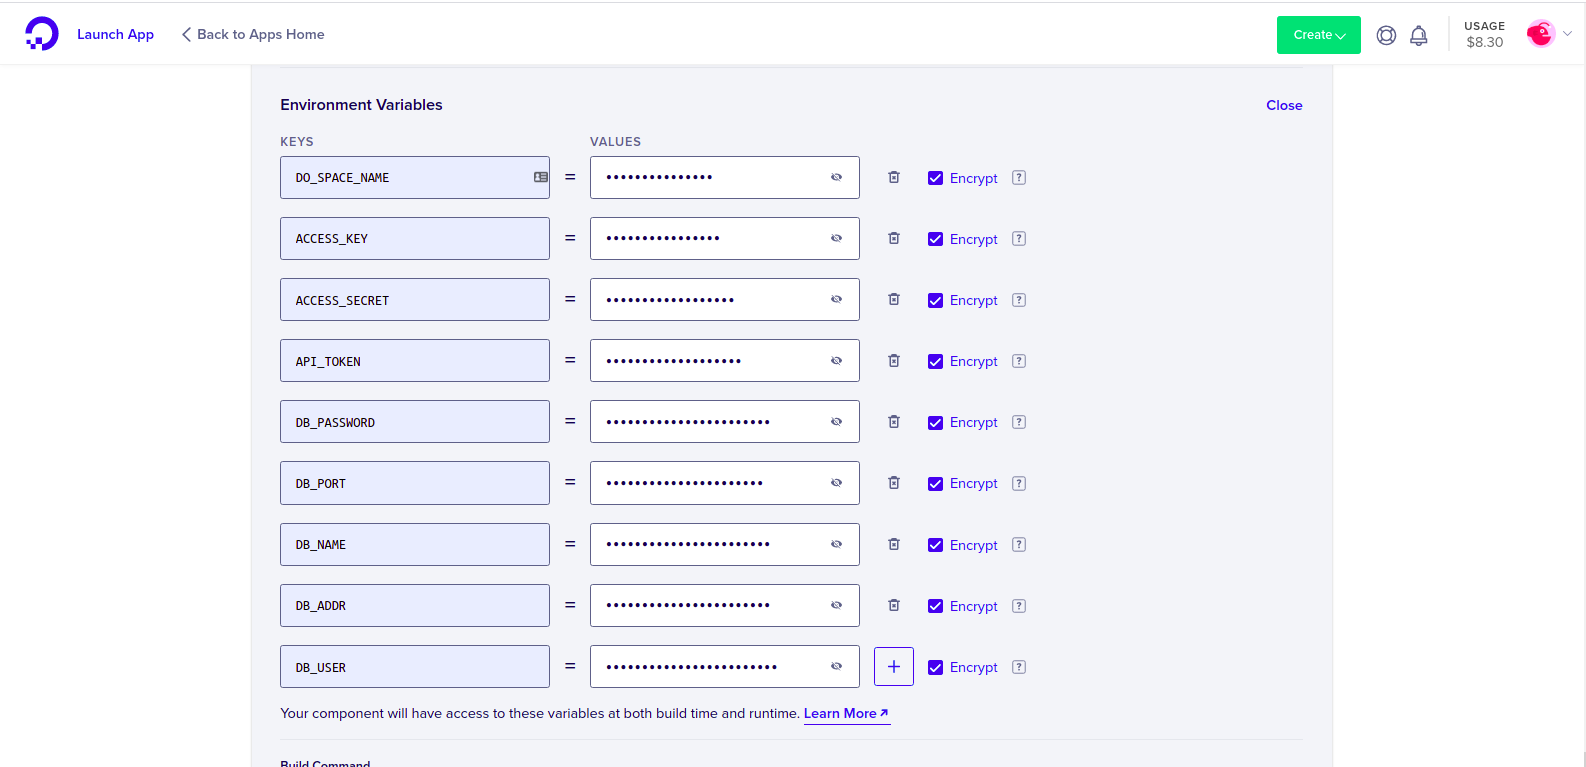 Launch App
Back to Apps Home
Create
USAGE
$8.30
Environment Variables
Close
KEYS
VALUES
DO_SPACE_NAME = ••••••••••••••• Encrypt ?
ACCESS_KEY = •••••••••••••••• Encrypt ?
ACCESS_SECRET = •••••••••••••••••• Encrypt ?
API_TOKEN = ••••••••••••••••••• Encrypt ?
DB_PASSWORD = ••••••••••••••••••••••• Encrypt ?
DB_PORT = •••••••••••••••••••••• Encrypt ?
DB_NAME = ••••••••••••••••••••••• Encrypt ?
DB_ADDR = ••••••••••••••••••••••• Encrypt ?
DB_USER = •••••••••••••••••••••••• + Encrypt ?
Your component will have access to these variables at both build time and runtime. Learn More
Build Command